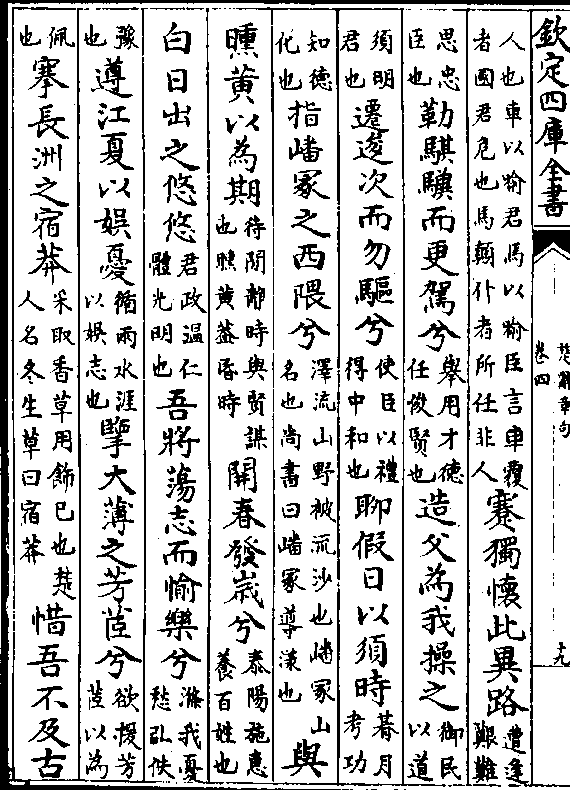 欽定四庫全書
楚辭章句
卷四
十九
人也車以喻君馬以喻臣言車覆
者國君危也馬顛仆者所任非人
蹇獨懷此異路
遭逢
艱難
思忠
臣也
勒騏驥而更駕兮
舉用才德
任俊賢也
造父為我操之
御民
以道
須明
君也
遷逡次而勿驅兮
使臣以禮
得中和也
聊假日以須時
暮月
考功
知德
化也
指嶓冢之西隈兮
澤流山野被流沙也嶓冢山
名也尚書曰嶓冢導漾也
與
曛黃以為期
待閒靜時與賢謀
也曛黃蓋昏時
開春發歲兮
泰陽施惠
養百姓也
白日出之悠悠
君政温仁
體光明也
吾將蕩志而愉樂兮
滌我憂
愁弘佚
豫
也
遵江夏以娛憂
循兩水涯
以娛志也
擥大薄之芳茝兮
欲援芳
茝以為
佩
也
搴長洲之宿莽
采取香草用飾己也楚
人名冬生草曰宿莽
惜吾不及古